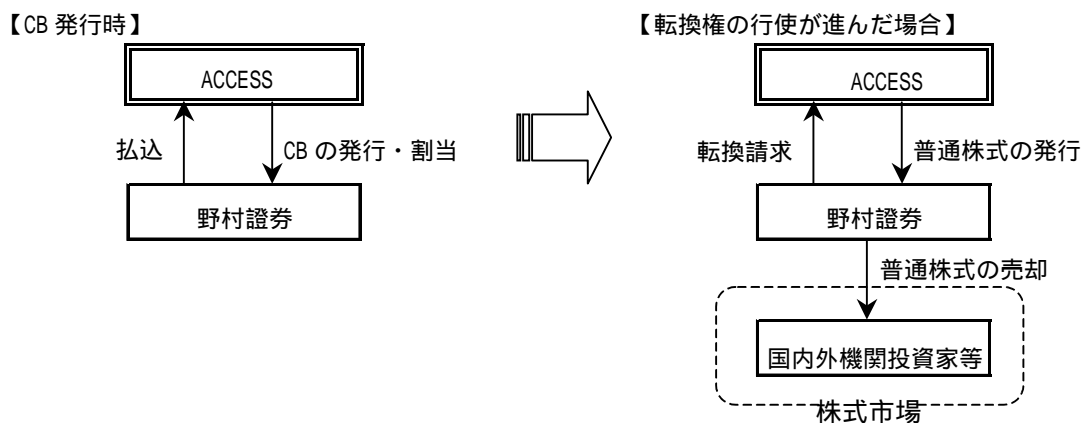 【CB 発行時】
ACCESS
払込
CB の発行・割当
野村證券
【転換権の行使が進んだ場合】
ACCESS
転換請求
普通株式の発行
野村證券
普通株式の売却
国内外機関投資家等
株式市場